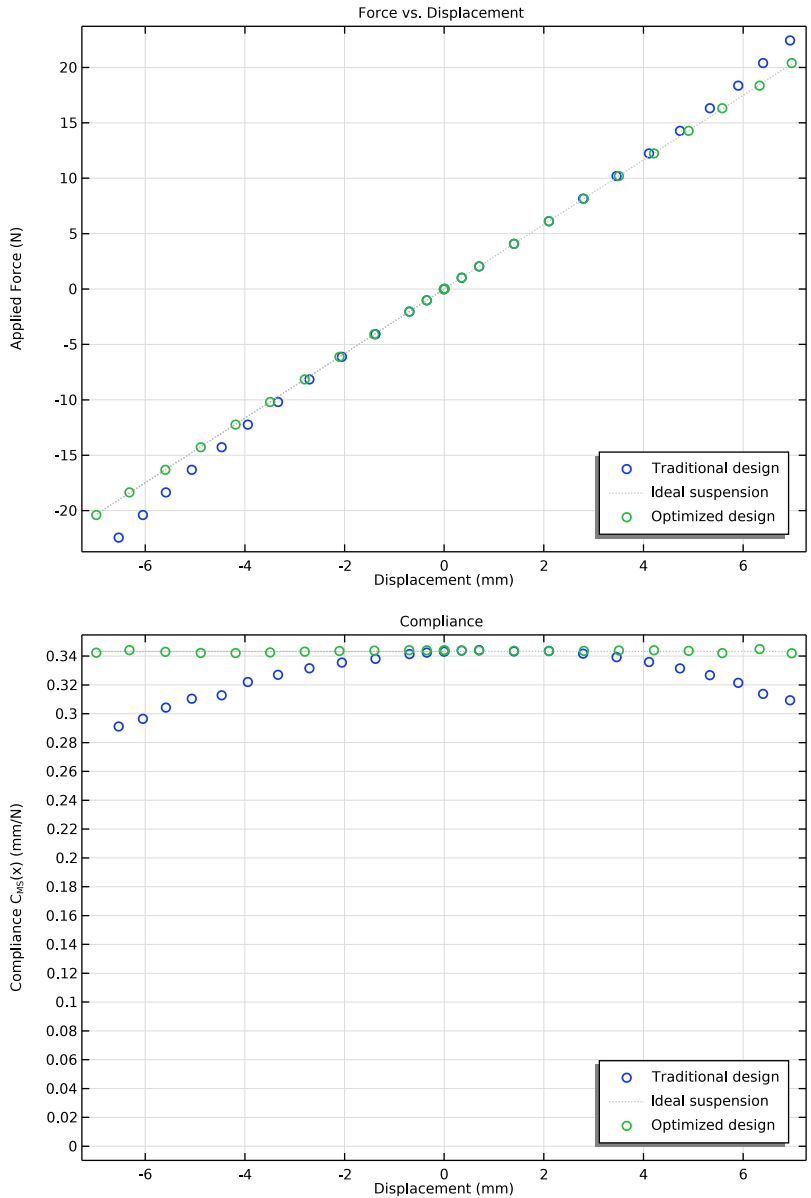 Force vs. Displacement
20
15
10
5
0
-5
-10
-15
-20
Applied Force (N)
Traditional design
Ideal suspension
Optimized design
-6 -4 -2 0 2 4 6
Displacement (mm)
Compliance
0.34
0.32
0.3
0.28
0.26
0.24
0.22
0.2
0.18
0.16
0.14
0.12
0.1
0.08
0.06
0.04
0.02
0
Compliance C_MS(x) (mm/N)
Traditional design
Ideal suspension
Optimized design
-6 -4 -2 0 2 4 6
Displacement (mm)